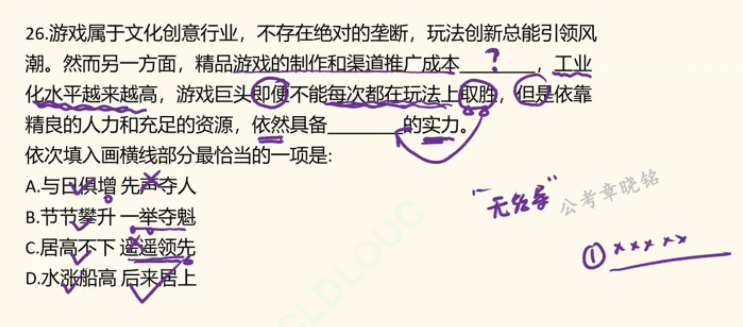 26.游戏属于文化创意行业，不存在绝对的垄断，玩法创新总能引领风
潮。然而另一方面，精品游戏的制作和渠道推广成本________，工业
?
化水平越来越高，游戏巨头即便不能每次都在玩法上取胜，但是依靠
精良的人力和充足的资源，依然具备________的实力。
依次填入画横线部分最恰当的一项是:
A.与日俱增 先声夺人
B.节节攀升 一举夺魁
C.居高不下 遥遥领先
D.水涨船高 后来居上
公考章晓铭
①×××××
GLDLOUC